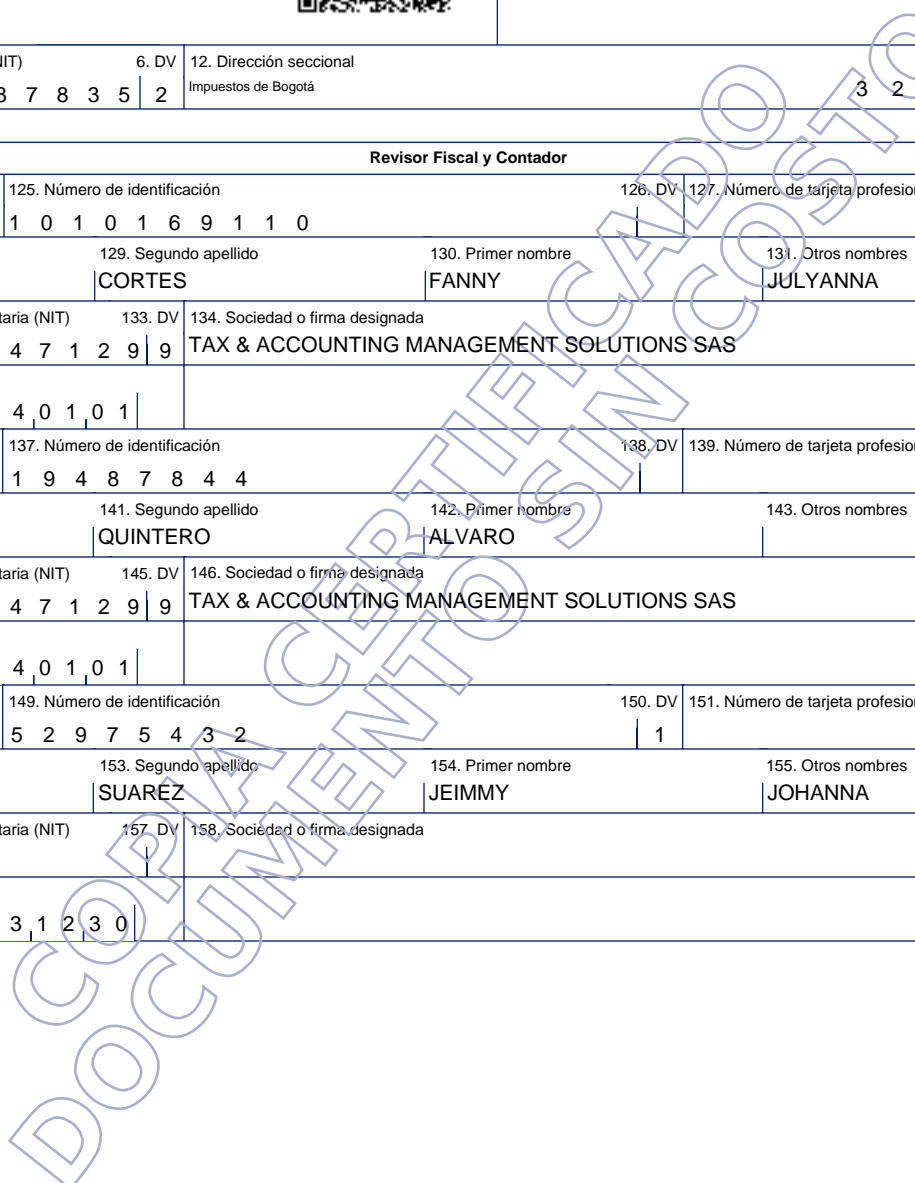 NIT) 6. DV 12. Dirección seccional
8 7 8 3 5 2 Impuestos de Bogotá 3 2
Revisor Fiscal y Contador
125. Número de identificación 126. DV 127. Número de tarjeta profesion
1 0 1 0 1 6 9 1 1 0
129. Segundo apellido 130. Primer nombre 131. Otros nombres
CORTES FANNY JULYANNA
taria (NIT) 133. DV 134. Sociedad o firma designada
4 7 1 2 9 9 TAX & ACCOUNTING MANAGEMENT SOLUTIONS SAS
4 0 1 0 1
137. Número de identificación 138. DV 139. Número de tarjeta profesion
1 9 4 8 7 8 4 4
141. Segundo apellido 142. Primer nombre 143. Otros nombres
QUINTERO ALVARO
taria (NIT) 145. DV 146. Sociedad o firma designada
4 7 1 2 9 9 TAX & ACCOUNTING MANAGEMENT SOLUTIONS SAS
4 0 1 0 1
149. Número de identificación 150. DV 151. Número de tarjeta profesion
5 2 9 7 5 4 3 2 1
153. Segundo apellido 154. Primer nombre 155. Otros nombres
SUAREZ JEIMMY JOHANNA
taria (NIT) 157. DV 158. Sociedad o firma designada
3 1 2 3 0
COPIA CERTIFICADO
DOCUMENTO SIN COSTO